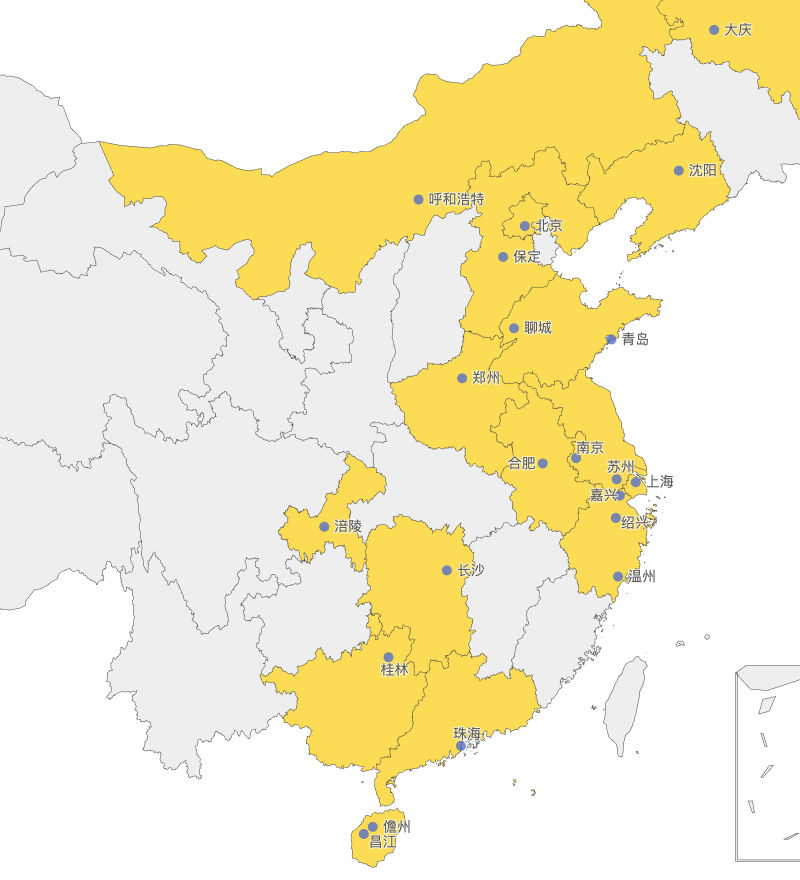 大庆
沈阳
呼和浩特
北京
保定
聊城
青岛
郑州
南京
合肥
苏州
上海
嘉兴
绍兴
涪陵
长沙
温州
桂林
珠海
儋州
昌江